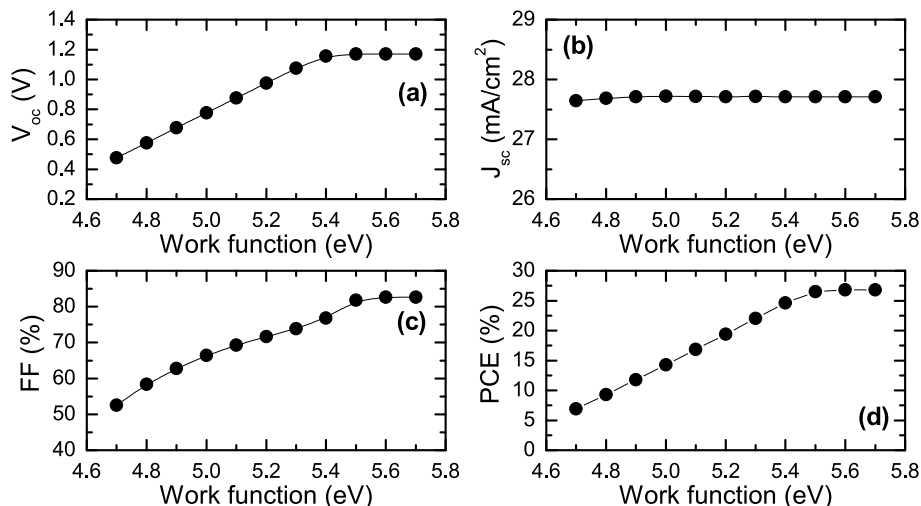 1.4
1.2
1.0
0.8
0.6
0.4
0.2
V_oc (V)
(a)
4.6 4.8 5.0 5.2 5.4 5.6 5.8
Work function (eV)
29
28
27
26
J_sc (mA/cm²)
(b)
4.6 4.8 5.0 5.2 5.4 5.6 5.8
Work function (eV)
90
80
70
60
50
40
FF (%)
(c)
4.6 4.8 5.0 5.2 5.4 5.6 5.8
Work function (eV)
30
25
20
15
10
5
0
PCE (%)
(d)
4.6 4.8 5.0 5.2 5.4 5.6 5.8
Work function (eV)